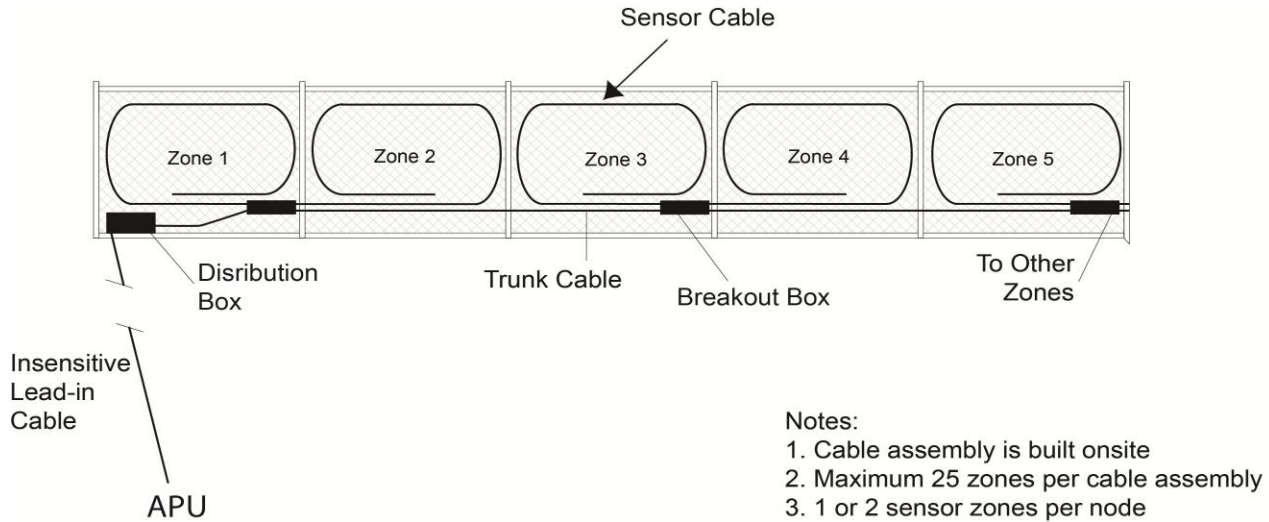 Sensor Cable
Zone 1
Zone 2
Zone 3
Zone 4
Zone 5
Disribution
Box
Trunk Cable
Breakout Box
To Other
Zones
Insensitive
Lead-in
Cable
APU
Notes:
1. Cable assembly is built onsite
2. Maximum 25 zones per cable assembly
3. 1 or 2 sensor zones per node